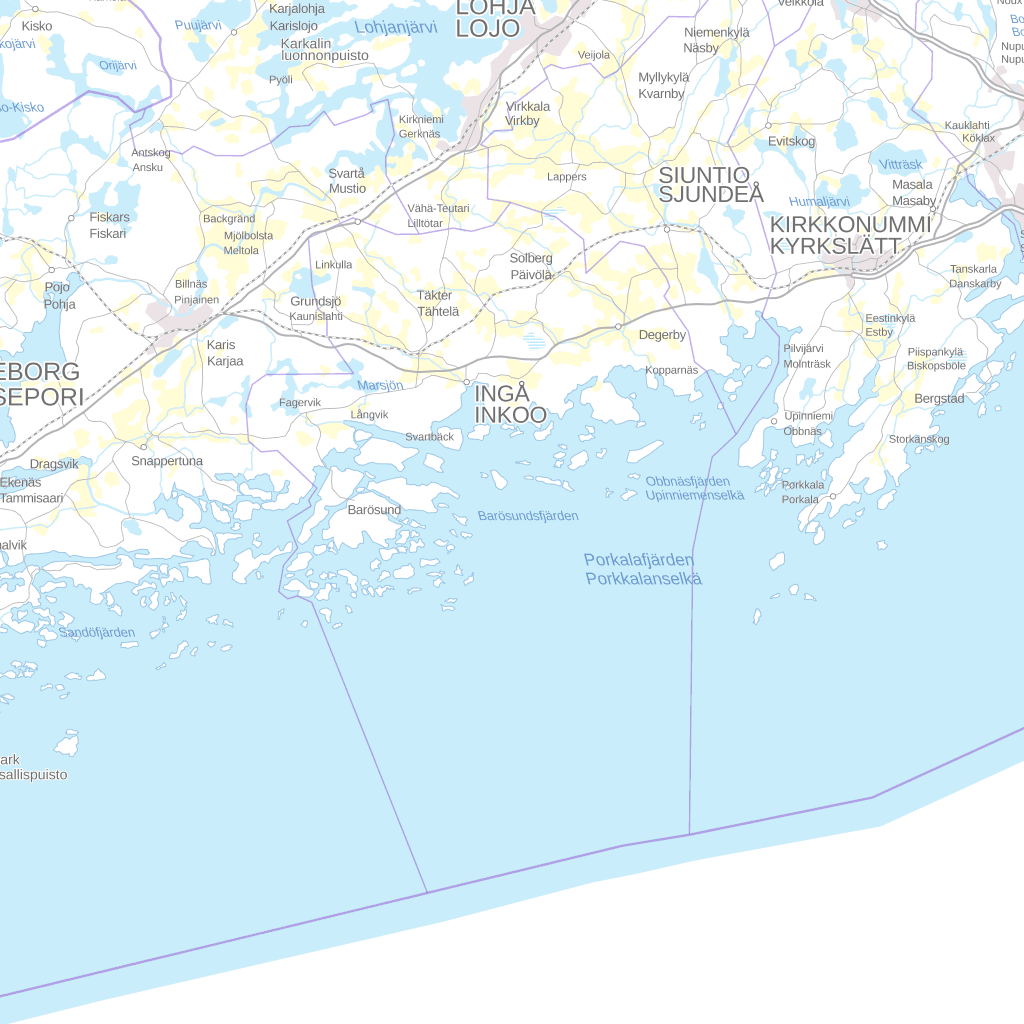 LOHJA
LOJO
Karjalohja
Karislojo
Kisko
Puujärvi
Lohjanjärvi
Karkalin
luonnonpuisto
Orijärvi
Pyöli
Veijola
Niemenkylä
Näsby
Veikkola
Myllykylä
Kvarnby
Virkkala
Virkby
Kirkniemi
Gerknäs
Kauklahti
Köklax
Evitskog
Antskog
Ansku
Svartå
Mustio
Lappers
Vitträsk
Masala
Masaby
SIUNTIO
SJUNDEÅ
Humaljärvi
Fiskars
Fiskari
Backgränd
Mjölbolsta
Meltola
Vähä-Teutari
Lilltötar
KIRKKONUMMI
KYRKSLÄTT
Linkulla
Solberg
Päivölä
Tanskarla
Danskarby
Pojo
Pohja
Billnäs
Pinjainen
Grundsjö
Kaunislahti
Täkter
Tähtelä
Degerby
Eestinkylä
Estby
Karis
Karjaa
Pilvijärvi
Molnträsk
Piispankylä
Biskopsböle
EBORG
SEPORI
Marsjön
INGÅ
INKOO
Kopparnäs
Bergstad
Fagervik
Långvik
Svartbäck
Upinniemi
Obbnäs
Storkanskog
Dragsvik
Snappertuna
Ekenäs
Tammisaari
Obbnäsfjärden
Upinniemenselkä
Porkkala
Porkala
Barösund
Barösundsfjärden
Porkalafjärden
Porkkalanselkä
Sandöfjärden
ark
sallispuisto